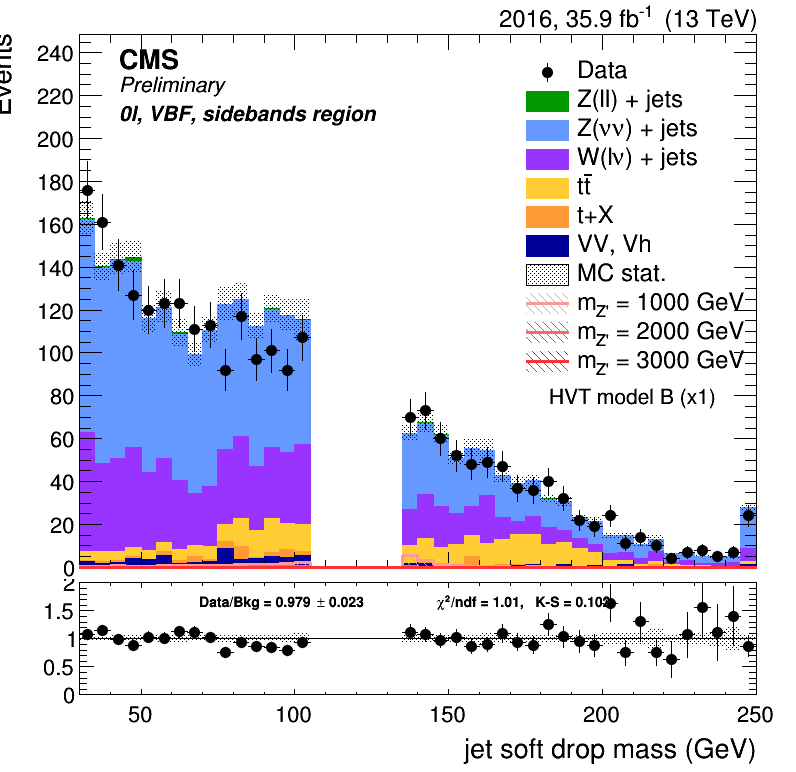 2016, 35.9 fb⁻¹ (13 TeV)
Events
CMS
Preliminary
0l, VBF, sidebands region
Data
Z(ll) + jets
Z(νν) + jets
W(lν) + jets
tt̄
t+X
VV, Vh
MC stat.
m_Z' = 1000 GeV
m_Z' = 2000 GeV
m_Z' = 3000 GeV
HVT model B (x1)
240
220
200
180
160
140
120
100
80
60
40
20
0
Data/Bkg = 0.979 ± 0.023
χ²/ndf = 1.01, K-S = 0.102
2
1.5
1
0.5
0
50 100 150 200 250
jet soft drop mass (GeV)